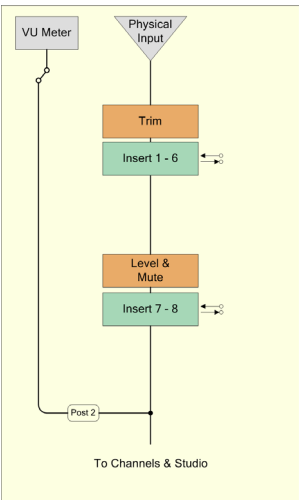 VU Meter
Physical
Input
Trim
Insert 1 - 6
Level &
Mute
Insert 7 - 8
Post 2
To Channels & Studio